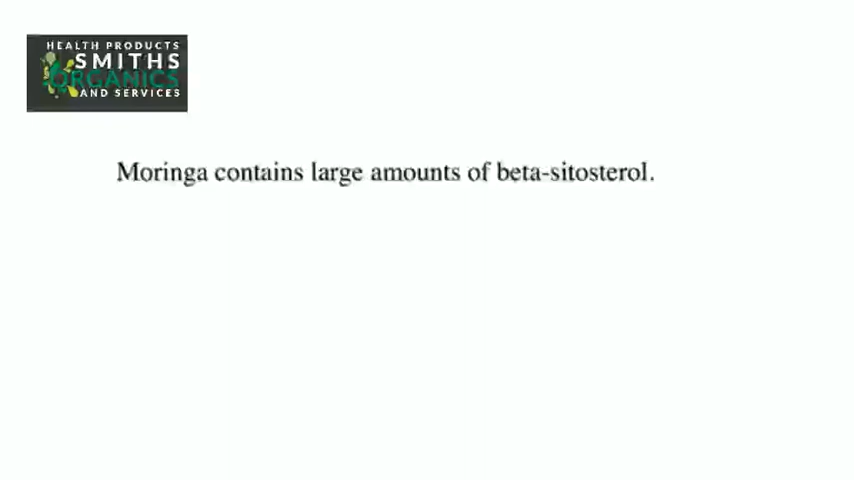 HEALTH PRODUCTS
SMITHS
ORGANICS
AND SERVICES
Moringa contains large amounts of beta-sitosterol.